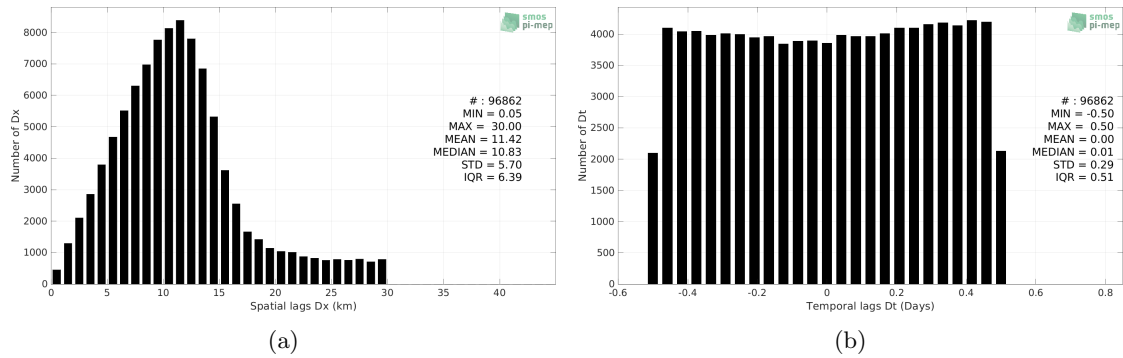 8000
7000
6000
5000
4000
3000
2000
1000
0
Number of Dx
smos
pi-mep
# : 96862
MIN = 0.05
MAX = 30.00
MEAN = 11.42
MEDIAN = 10.83
STD = 5.70
IQR = 6.39
0 5 10 15 20 25 30 35 40
Spatial lags Dx (km)
(a)
4000
3500
3000
2500
2000
1500
1000
500
0
Number of Dt
smos
pi-mep
# : 96862
MIN = -0.50
MAX = 0.50
MEAN = 0.00
MEDIAN = 0.01
STD = 0.29
IQR = 0.51
-0.6 -0.4 -0.2 0 0.2 0.4 0.6 0.8
Temporal lags Dt (Days)
(b)